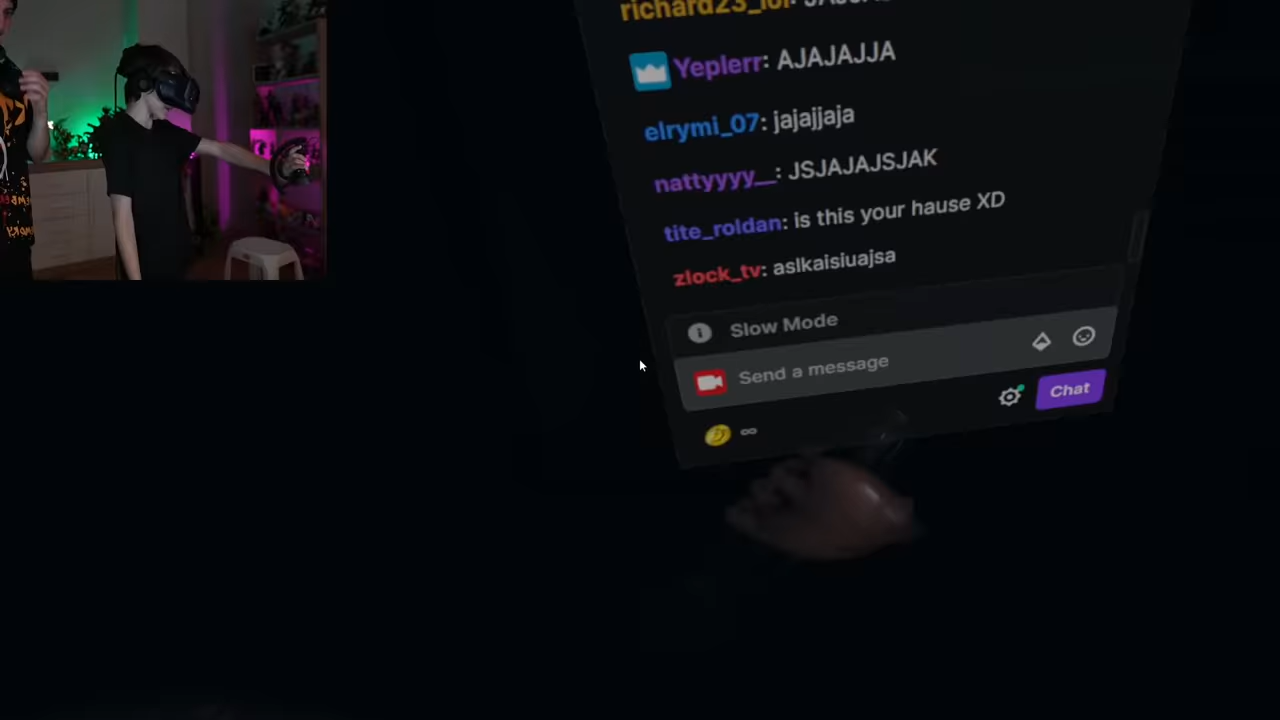 richard23_lol:
Yeplerr: AJAJAJJA
elrymi_07: jajajjaja
nattyyyy__: JSJAJAJSJAK
tite_roldan: is this your hause XD
zlock_tv: aslkaisiuajsa
Slow Mode
Send a message
Chat
∞